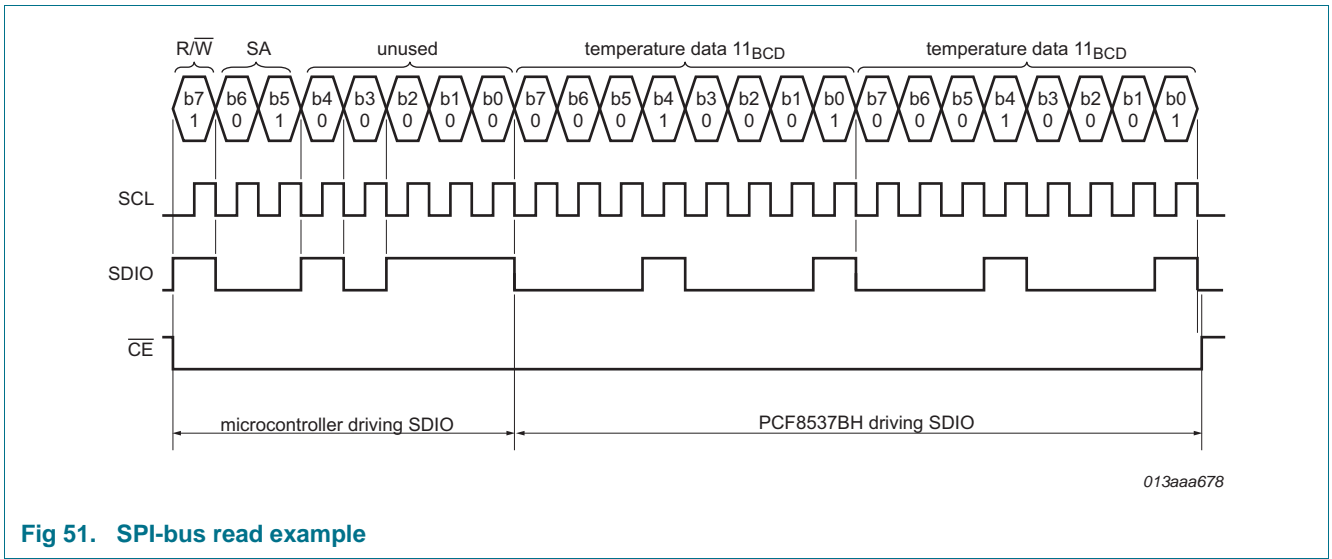 R/W SA unused temperature data 11BCD temperature data 11BCD
b7 b6 b5 b4 b3 b2 b1 b0 b7 b6 b5 b4 b3 b2 b1 b0 b7 b6 b5 b4 b3 b2 b1 b0
1 0 1 0 0 0 0 0 0 0 0 1 0 0 0 1 0 0 0 1 0 0 0 1
SCL
SDIO
CE
microcontroller driving SDIO PCF8537BH driving SDIO
013aaa678
Fig 51. SPI-bus read example